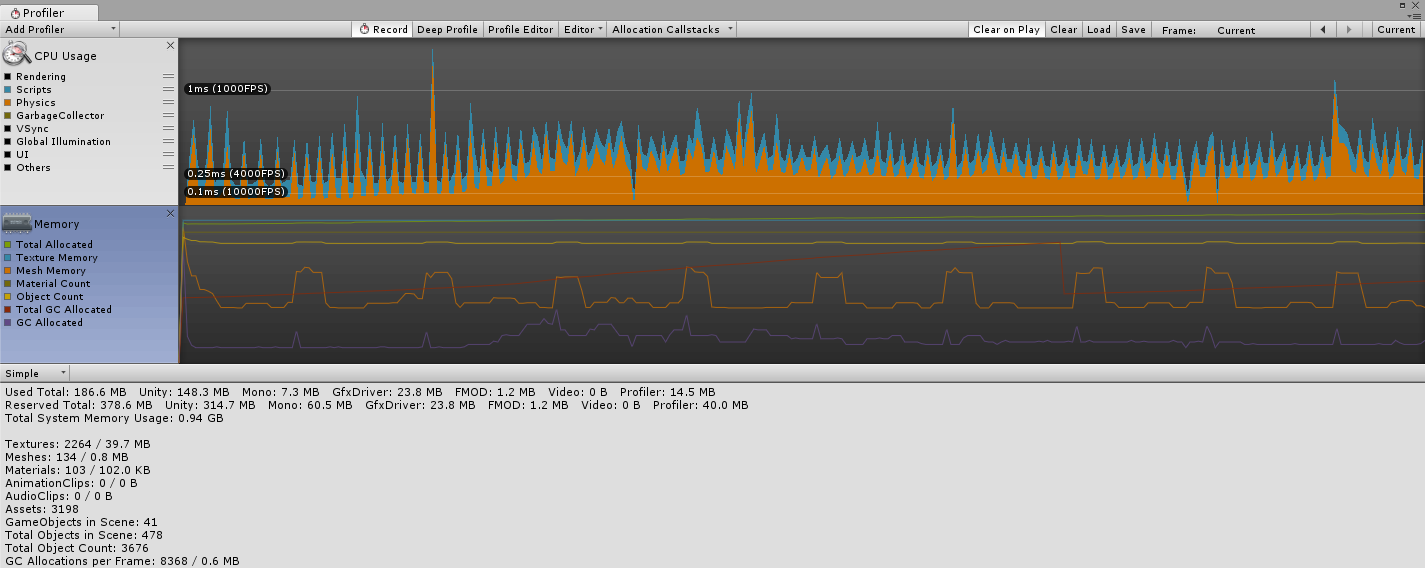 Profiler
Add Profiler Record Deep Profile Profile Editor Editor Allocation Callstacks Clear on Play Clear Load Save Frame: Current Current
CPU Usage
Rendering
Scripts
Physics
GarbageCollector
VSync
Global Illumination
UI
Others
1ms (1000FPS)
0.25ms (4000FPS)
0.1ms (10000FPS)
Memory
Total Allocated
Texture Memory
Mesh Memory
Material Count
Object Count
Total GC Allocated
GC Allocated
Simple
Used Total: 186.6 MB Unity: 148.3 MB Mono: 7.3 MB GfxDriver: 23.8 MB FMOD: 1.2 MB Video: 0 B Profiler: 14.5 MB
Reserved Total: 378.6 MB Unity: 314.7 MB Mono: 60.5 MB GfxDriver: 23.8 MB FMOD: 1.2 MB Video: 0 B Profiler: 40.0 MB
Total System Memory Usage: 0.94 GB
Textures: 2264 / 39.7 MB
Meshes: 134 / 0.8 MB
Materials: 103 / 102.0 KB
AnimationClips: 0 / 0 B
AudioClips: 0 / 0 B
Assets: 3198
GameObjects in Scene: 41
Total Objects in Scene: 478
Total Object Count: 3676
GC Allocations per Frame: 8368 / 0.6 MB